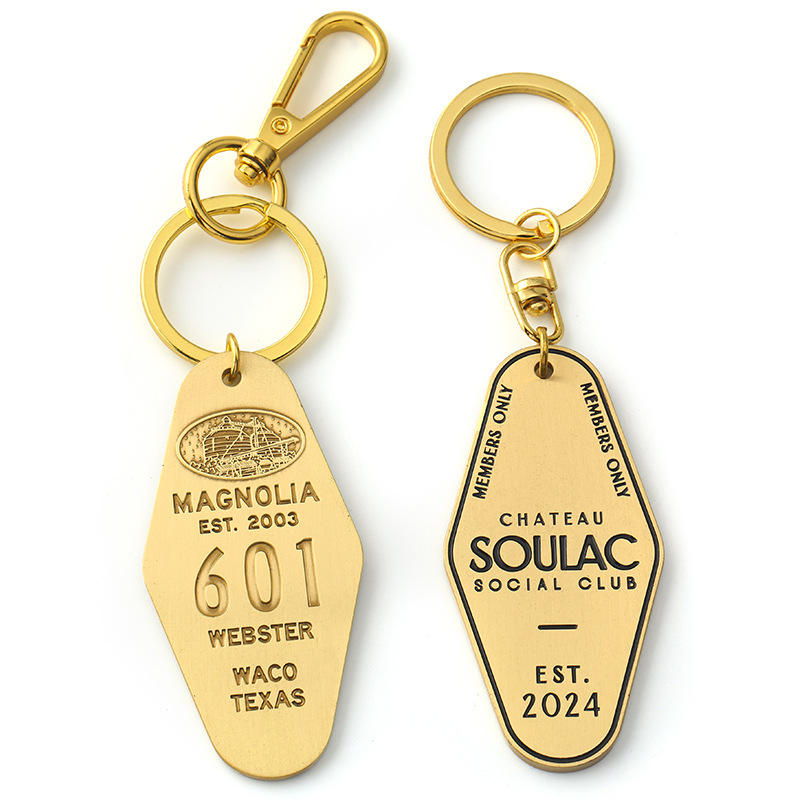 MAGNOLIA
EST. 2003
601
WEBSTER
WACO
TEXAS
MEMBERS ONLY
MEMBERS ONLY
CHATEAU
SOULAC
SOCIAL CLUB
EST.
2024